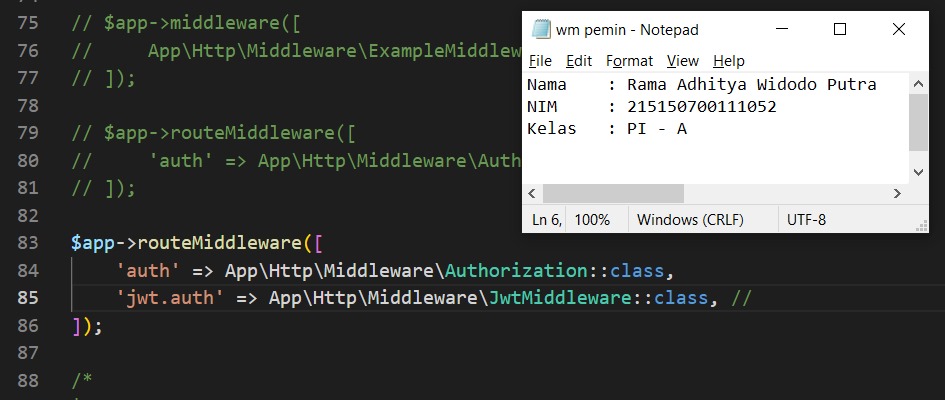 75 // $app->middleware([
76 //     App\Http\Middleware\ExampleMiddlew
77 // ]);
78
79 // $app->routeMiddleware([
80 //     'auth' => App\Http\Middleware\Auth
81 // ]);
82
83 $app->routeMiddleware([
84     'auth' => App\Http\Middleware\Authorization::class,
85     'jwt.auth' => App\Http\Middleware\JwtMiddleware::class, //
86 ]);
87
88 /*
wm pemin - Notepad
File Edit Format View Help
Nama    : Rama Adhitya Widodo Putra
NIM     : 215150700111052
Kelas   : PI - A
Ln 6, 100% Windows (CRLF) UTF-8